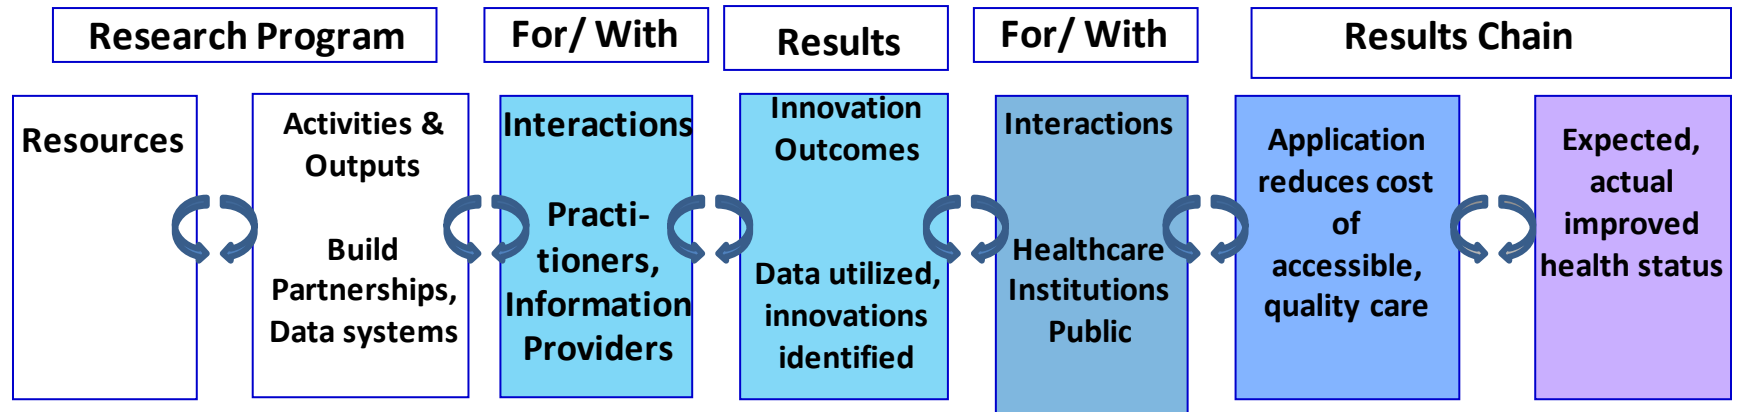 Research Program
For/ With
Results
For/ With
Results Chain
Resources
Activities &
Outputs
Build
Partnerships,
Data systems
Interactions
Practi-
tioners,
Information
Providers
Innovation
Outcomes
Data utilized,
innovations
identified
Interactions
Healthcare
Institutions
Public
Application
reduces cost
of
accessible,
quality care
Expected,
actual
improved
health status